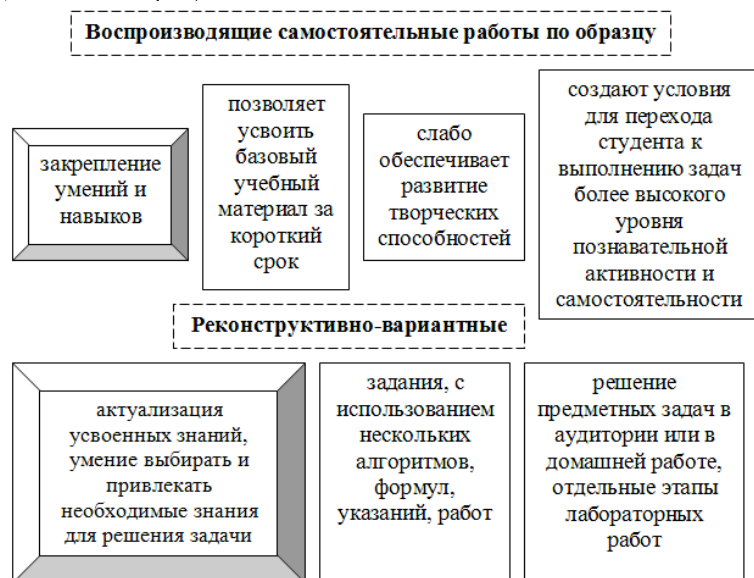 Воспроизводящие самостоятельные работы по образцу
закрепление
умений и
навыков
позволяет
усвоить
базовый
учебный
материал за
короткий
срок
слабо
обеспечивает
развитие
творческих
способностей
создают условия
для перехода
студента к
выполнению задач
более высокого
уровня
познавательной
активности и
самостоятельности
Реконструктивно-вариантные
актуализация
усвоенных знаний,
умение выбирать и
привлекать
необходимые знания
для решения задачи
задания, с
использованием
нескольких
алгоритмов,
формул,
указаний, работ
решение
предметных задач в
аудитории или в
домашней работе,
отдельные этапы
лабораторных
работ